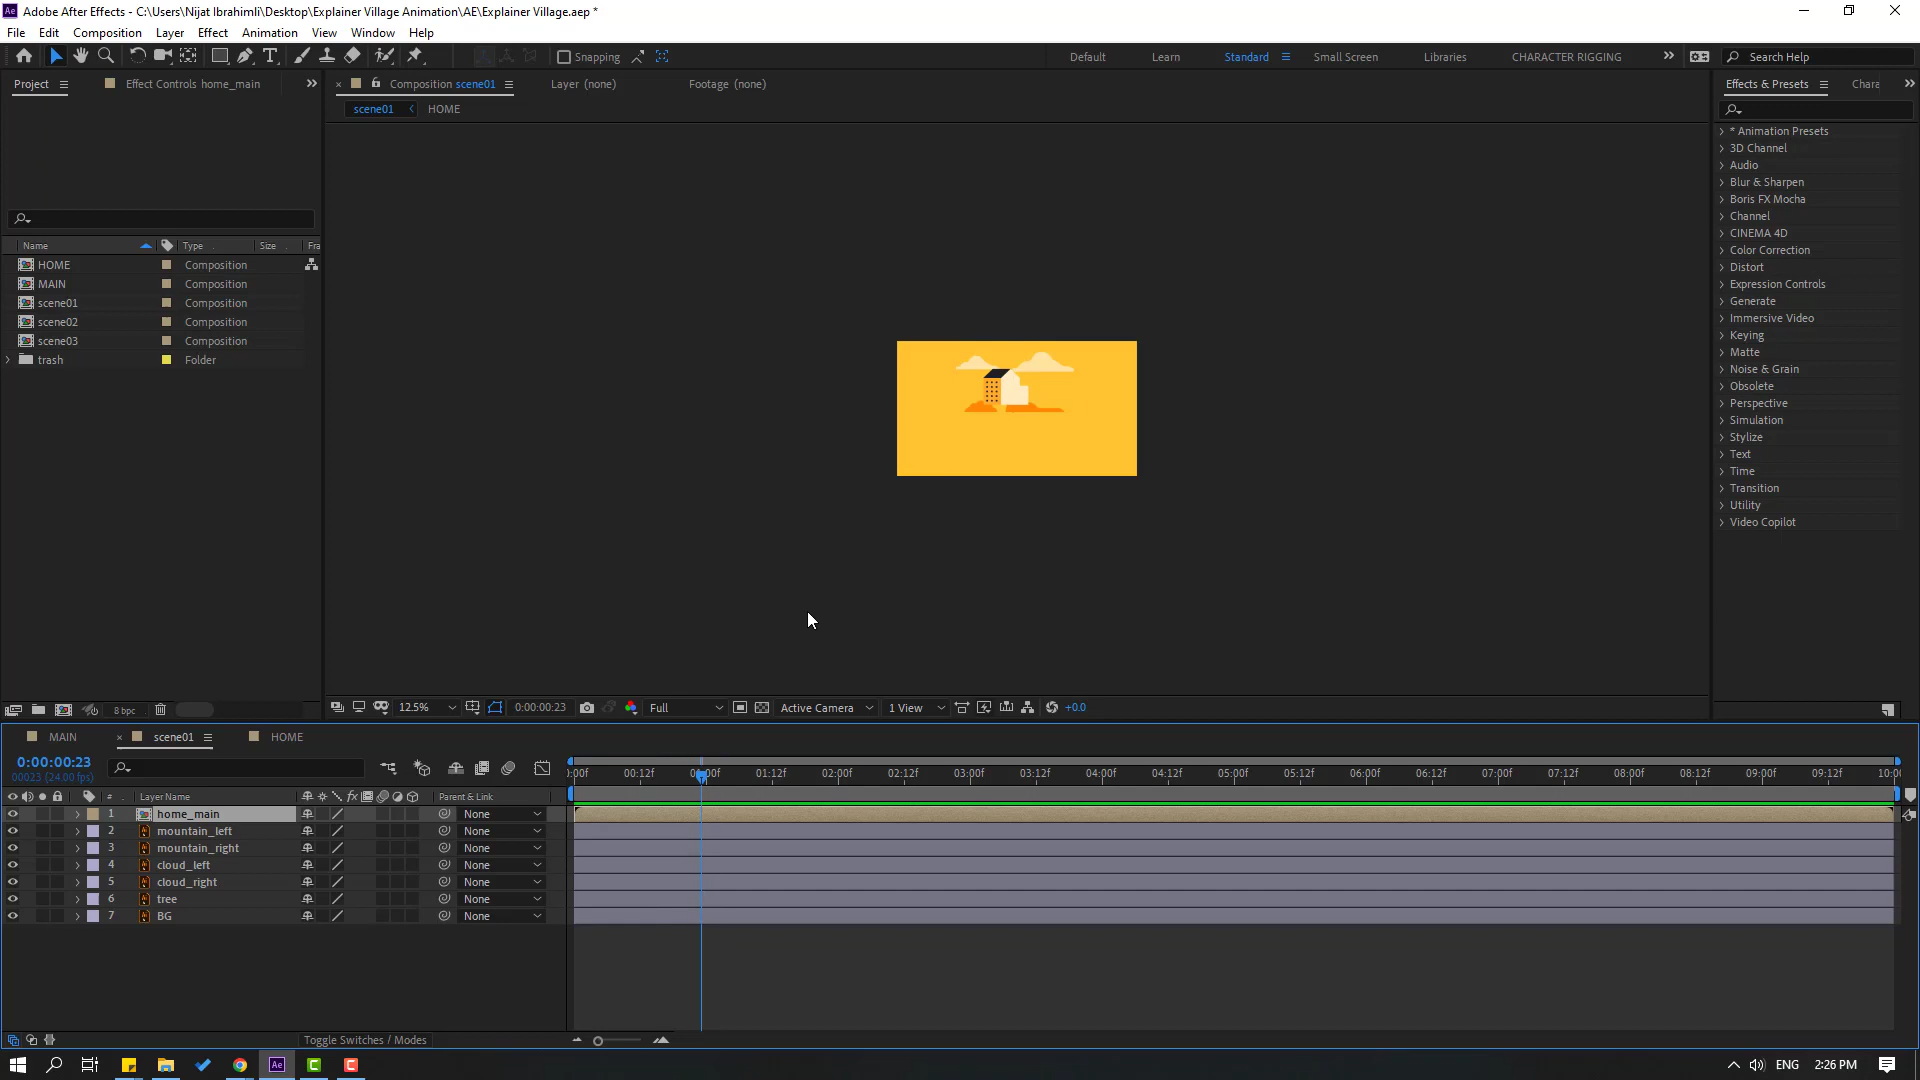 Adobe After Effects - C:\Users\Nijat Ibrahimli\Desktop\Explainer Village Animation\AE\Explainer Village.aep *
File Edit Composition Layer Effect Animation View Window Help
Snapping
Default Learn Standard Small Screen Libraries CHARACTER RIGGING Search Help
Project Effect Controls home_main
Composition scene01 Layer (none) Footage (none)
Effects & Presets Chara
scene01 HOME
* Animation Presets
3D Channel
Audio
Blur & Sharpen
Boris FX Mocha
Channel
CINEMA 4D
Color Correction
Distort
Expression Controls
Generate
Immersive Video
Keying
Matte
Noise & Grain
Obsolete
Perspective
Simulation
Stylize
Text
Time
Transition
Utility
Video Copilot
Name Type Size Fra
HOME Composition
MAIN Composition
scene01 Composition
scene02 Composition
scene03 Composition
trash Folder
8 bpc
12.5% 0:00:00:23 Full Active Camera 1 View +0.0
MAIN scene01 HOME
0:00:00:23
00023 (24.00 fps)
:00f 00:12f 01:12f 02:00f 02:12f 03:00f 03:12f 04:00f 04:12f 05:00f 05:12f 06:00f 06:12f 07:00f 07:12f 08:00f 08:12f 09:00f 09:12f 10:0
# Layer Name fx Parent & Link
1 home_main None
2 mountain_left None
3 mountain_right None
4 cloud_left None
5 cloud_right None
6 tree None
7 BG None
Toggle Switches / Modes
Ae ENG 2:26 PM